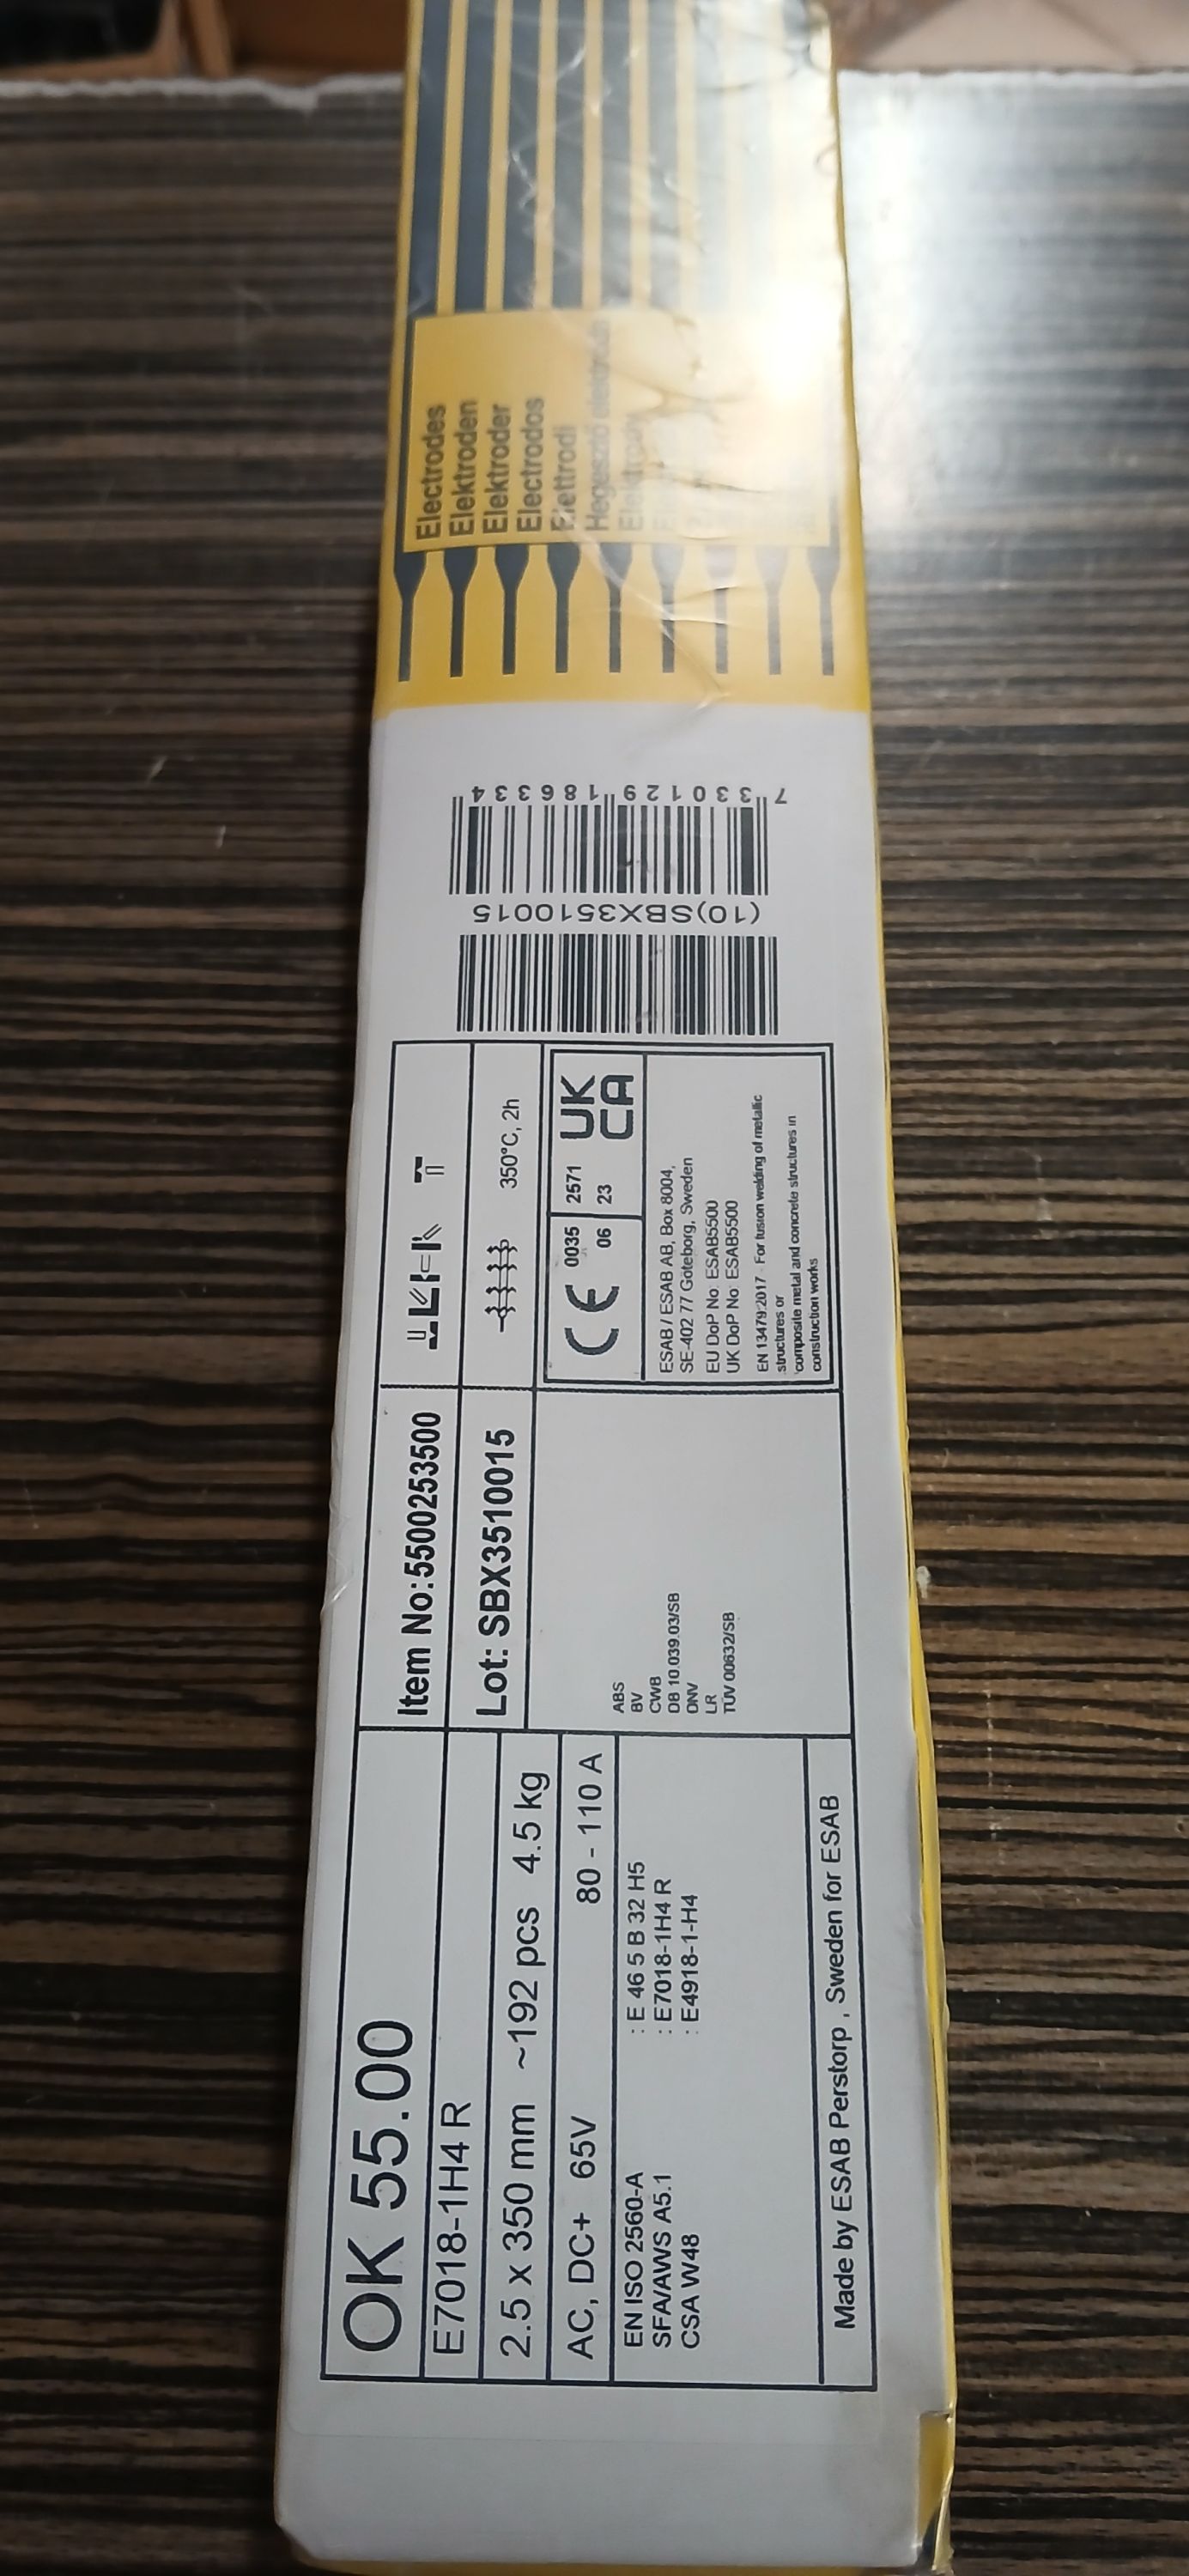 OK 55.00
E7018-1H4 R
2.5 x 350 mm ~192 pcs 4.5 kg
AC, DC+ 65V 80 - 110 A
EN ISO 2560-A : E 46 5 B 32 H5
SFA/AWS A5.1 : E7018-1H4 R
CSA W48 : E4918-1-H4
Made by ESAB Perstorp , Sweden for ESAB
Item No:5500253500
Lot: SBX3510015
ABS
BV
CWB
DB 10.039.03/SB
DNV
LR
TÜV 00632/SB
350°C, 2h
CE 0035 2571 UK
06 23 CA
ESAB / ESAB AB, Box 8004,
SE-402 77 Göteborg, Sweden
EU DoP No: ESAB5500
UK DoP No: ESAB5500
EN 13479:2017 - For fusion welding of metallic
structures or
composite metal and concrete structures in
construction works
(10)SBX3510015
7 330129 186334
Electrodes
Elektroden
Elektroder
Electrodos
Elettrodi
Hegesztő elektródák
Elektrody